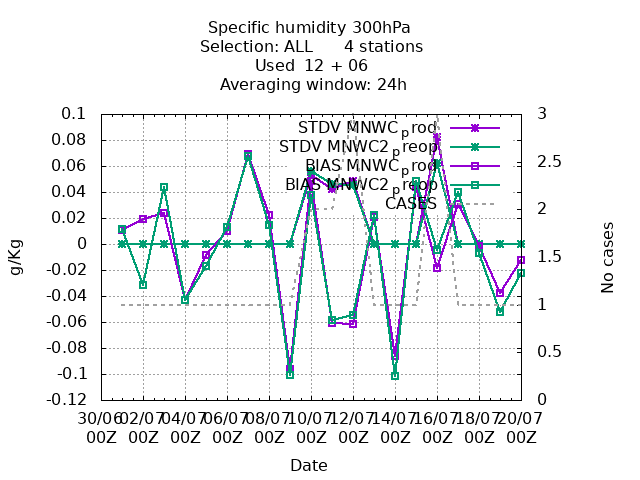 Specific humidity 300hPa
Selection: ALL 4 stations
Used 12 + 06
Averaging window: 24h
0.1
0.08
0.06
0.04
0.02
0
-0.02
-0.04
-0.06
-0.08
-0.1
-0.12
g/Kg
STDV MNWC_prod
STDV MNWC2_preop
BIAS MNWC_prod
BIAS MNWC2_preop
CASES
3
2.5
2
1.5
1
0.5
0
No cases
30/06 02/07 04/07 06/07 08/07 10/07 12/07 14/07 16/07 18/07 20/07
00Z 00Z 00Z 00Z 00Z 00Z 00Z 00Z 00Z 00Z 00Z
Date